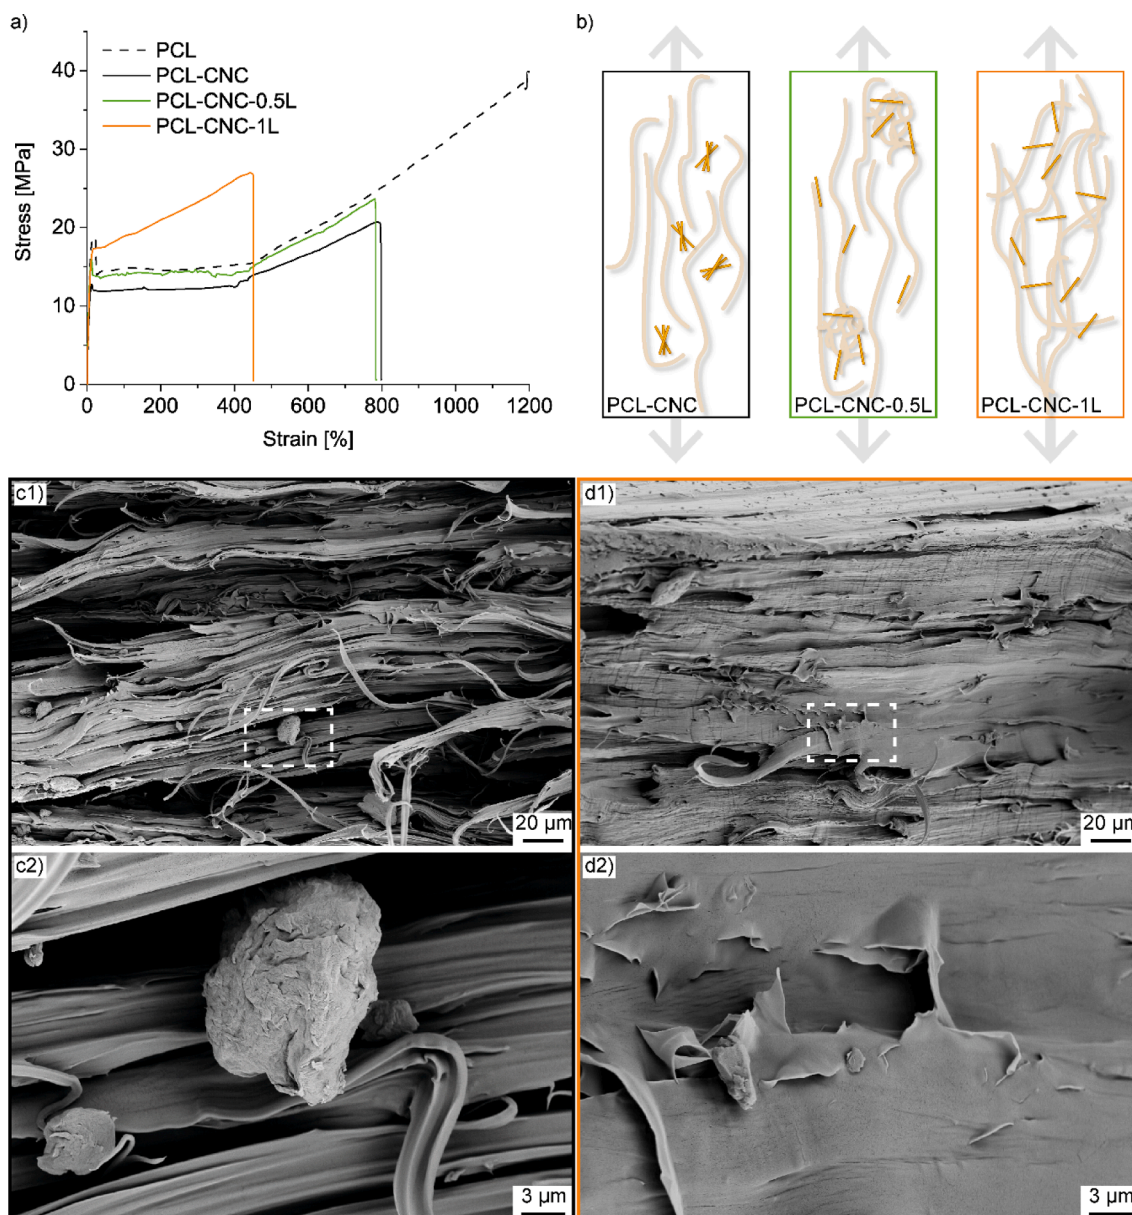 a)
PCL
PCL-CNC
PCL-CNC-0.5L
PCL-CNC-1L
40
30
20
10
0
Stress [MPa]
0 200 400 600 800 1000 1200
Strain [%]
b)
PCL-CNC
PCL-CNC-0.5L
PCL-CNC-1L
c1)
20 µm
d1)
20 µm
c2)
3 µm
d2)
3 µm